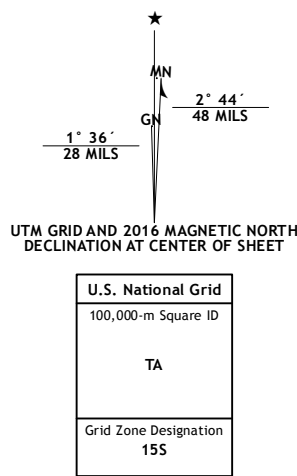 ★
MN
2° 44´
48 MILS
GN
1° 36´
28 MILS
UTM GRID AND 2016 MAGNETIC NORTH
DECLINATION AT CENTER OF SHEET
U.S. National Grid
100,000-m Square ID
TA
Grid Zone Designation
15S